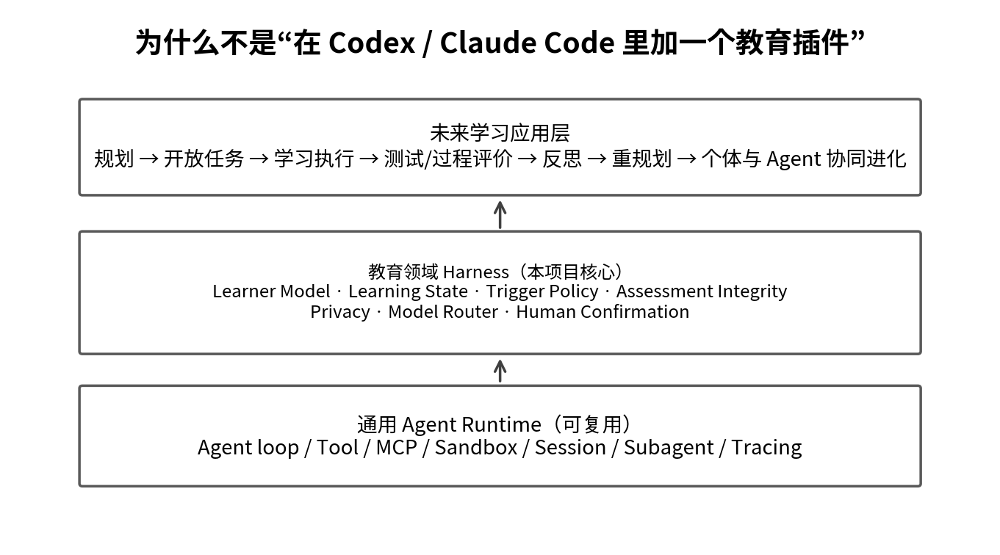 为什么不是“在 Codex / Claude Code 里加一个教育插件”
未来学习应用层
规划 → 开放任务 → 学习执行 → 测试/过程评价 → 反思 → 重规划 → 个体与 Agent 协同进化
教育领域 Harness（本项目核心）
Learner Model · Learning State · Trigger Policy · Assessment Integrity
Privacy · Model Router · Human Confirmation
通用 Agent Runtime（可复用）
Agent loop / Tool / MCP / Sandbox / Session / Subagent / Tracing